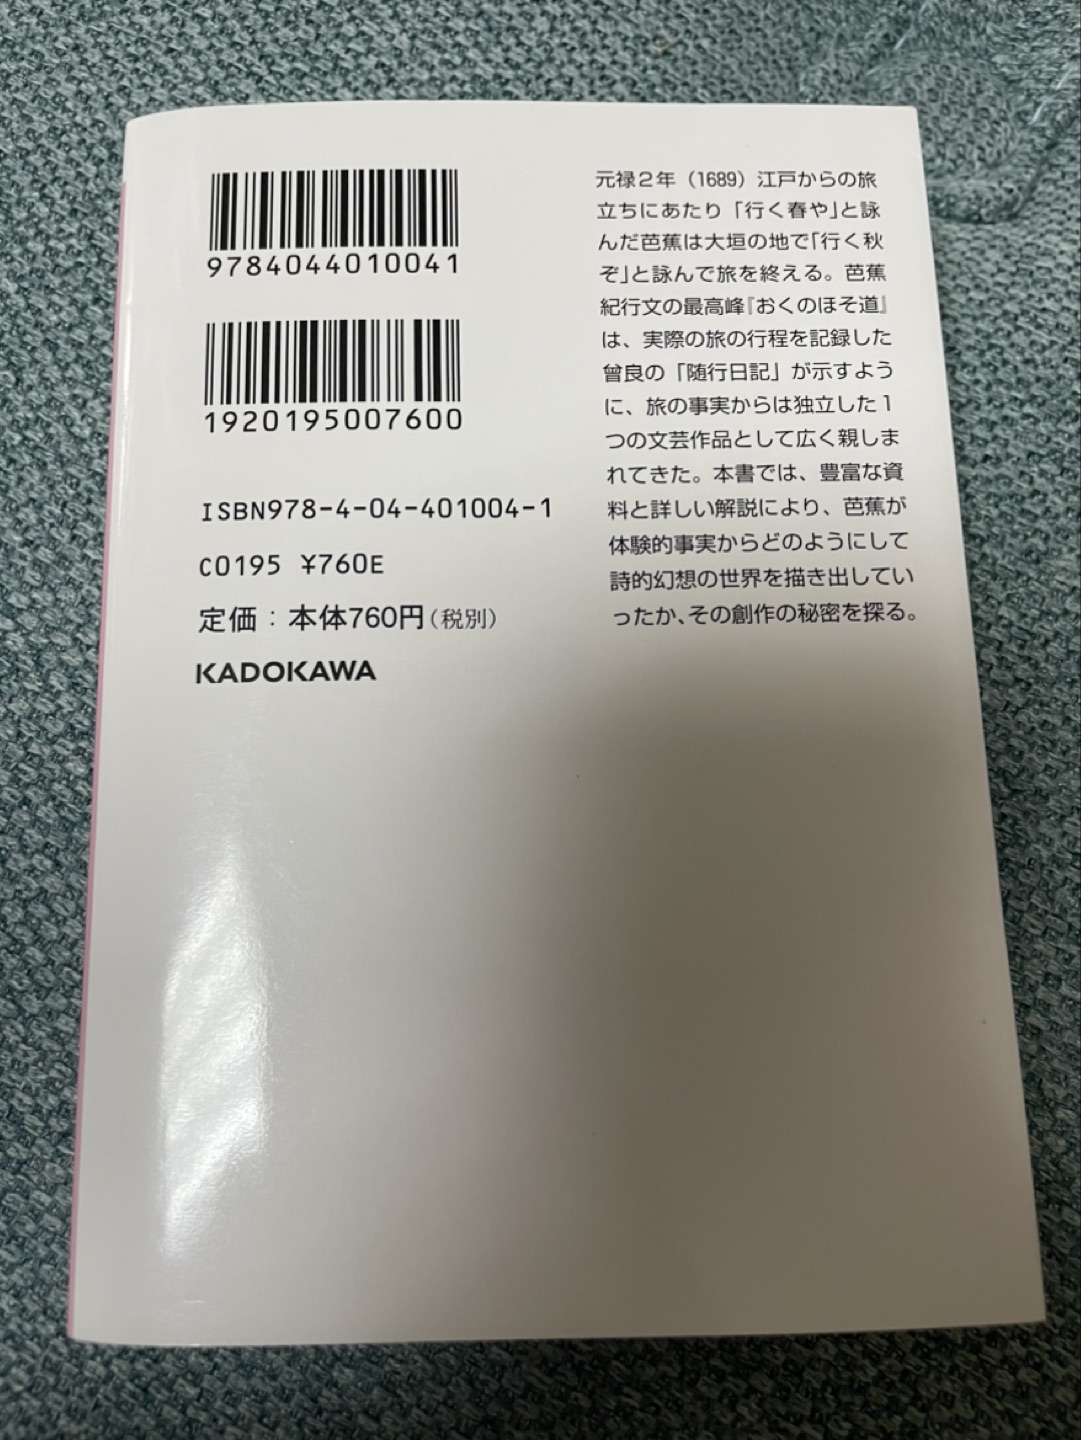 9784044010041
1920195007600
ISBN978-4-04-401004-1
C0195 ¥760E
定価：本体760円（税別）
KADOKAWA
元禄2年（1689）江戸からの旅
立ちにあたり「行く春や」と詠
んだ芭蕉は大垣の地で「行く秋
ぞ」と詠んで旅を終える。芭蕉
紀行文の最高峰『おくのほそ道』
は、実際の旅の行程を記録した
曾良の「随行日記」が示すよう
に、旅の事実からは独立した1
つの文芸作品として広く親しま
れてきた。本書では、豊富な資
料と詳しい解説により、芭蕉が
体験的事実からどのようにして
詩的幻想の世界を描き出してい
ったか、その創作の秘密を探る。